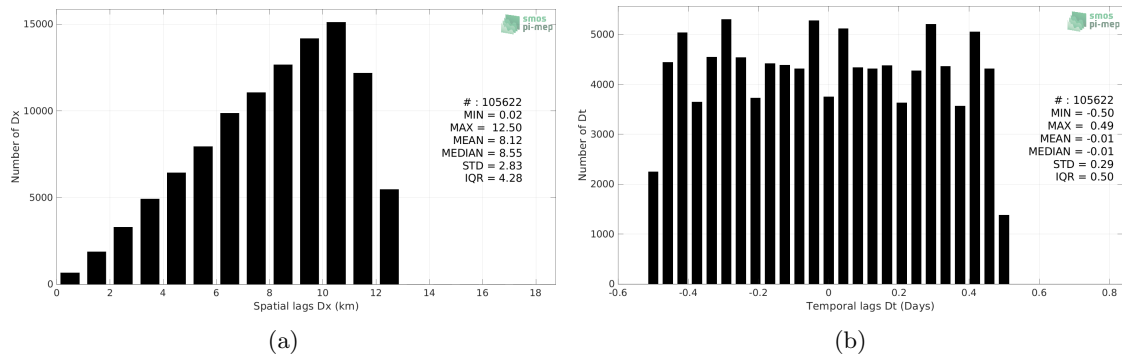 15000
10000
5000
0
Number of Dx
smos
pi-mep
# : 105622
MIN = 0.02
MAX = 12.50
MEAN = 8.12
MEDIAN = 8.55
STD = 2.83
IQR = 4.28
0 2 4 6 8 10 12 14 16 18
Spatial lags Dx (km)
(a)
5000
4000
3000
2000
1000
0
Number of Dt
smos
pi-mep
# : 105622
MIN = -0.50
MAX = 0.49
MEAN = -0.01
MEDIAN = -0.01
STD = 0.29
IQR = 0.50
-0.6 -0.4 -0.2 0 0.2 0.4 0.6 0.8
Temporal lags Dt (Days)
(b)